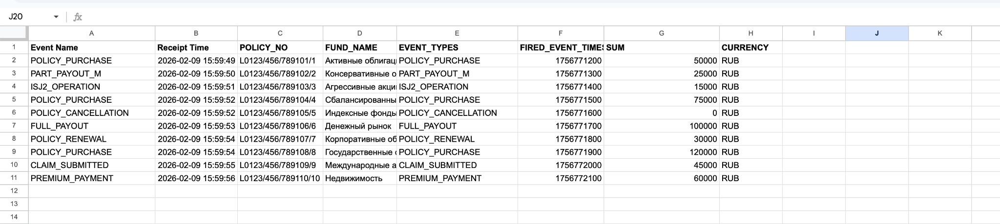 J20 fx
A B C D E F G H I J K
1 Event Name Receipt Time POLICY_NO FUND_NAME EVENT_TYPES FIRED_EVENT_TIMES SUM CURRENCY
2 POLICY_PURCHASE 2026-02-09 15:59:49 L0123/456/789101/1 Активные облигац POLICY_PURCHASE 1756771200 50000 RUB
3 PART_PAYOUT_M 2026-02-09 15:59:50 L0123/456/789102/2 Консервативные о PART_PAYOUT_M 1756771300 25000 RUB
4 ISJ2_OPERATION 2026-02-09 15:59:51 L0123/456/789103/3 Агрессивные акци ISJ2_OPERATION 1756771400 15000 RUB
5 POLICY_PURCHASE 2026-02-09 15:59:52 L0123/456/789104/4 Сбалансированны POLICY_PURCHASE 1756771500 75000 RUB
6 POLICY_CANCELLATION 2026-02-09 15:59:52 L0123/456/789105/5 Индексные фонды POLICY_CANCELLATION 1756771600 0 RUB
7 FULL_PAYOUT 2026-02-09 15:59:53 L0123/456/789106/6 Денежный рынок FULL_PAYOUT 1756771700 100000 RUB
8 POLICY_RENEWAL 2026-02-09 15:59:54 L0123/456/789107/7 Корпоративные об POLICY_RENEWAL 1756771800 30000 RUB
9 POLICY_PURCHASE 2026-02-09 15:59:54 L0123/456/789108/8 Государственные POLICY_PURCHASE 1756771900 120000 RUB
10 CLAIM_SUBMITTED 2026-02-09 15:59:55 L0123/456/789109/9 Международные а CLAIM_SUBMITTED 1756772000 45000 RUB
11 PREMIUM_PAYMENT 2026-02-09 15:59:56 L0123/456/789110/10 Недвижимость PREMIUM_PAYMENT 1756772100 60000 RUB
12
13
14